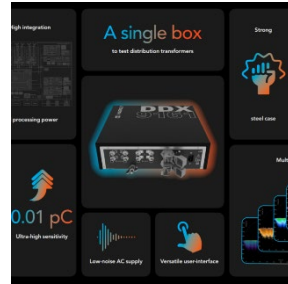 High integration
A single box
to test distribution transformers
Strong
processing power
DDX
9161
steel case
0.01 pC
Ultra-high sensitivity
Low-noise AC supply
Versatile user-interface
Mult